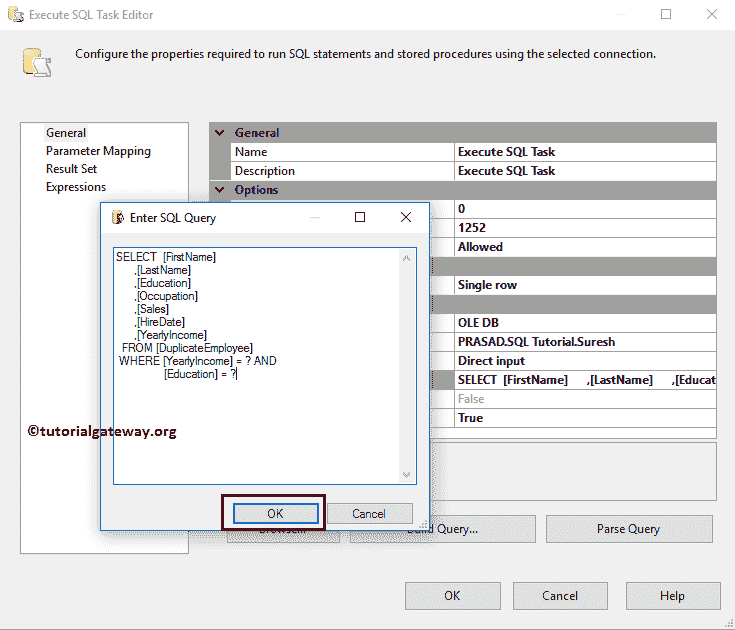 Execute SQL Task Editor
Configure the properties required to run SQL statements and stored procedures using the selected connection.
General
Parameter Mapping
Result Set
Expressions
General
Name Execute SQL Task
Description Execute SQL Task
Options
0
1252
Allowed
Single row
OLE DB
PRASAD.SQL Tutorial.Suresh
Direct input
SELECT [FirstName] ,[LastName] ,[Educat
False
True
Enter SQL Query
SELECT [FirstName]
,[LastName]
,[Education]
,[Occupation]
,[Sales]
,[HireDate]
,[YearlyIncome]
FROM [DuplicateEmployee]
WHERE [YearlyIncome] = ? AND
[Education] = ?
©tutorialgateway.org
OK Cancel
Query... Parse Query
OK Cancel Help